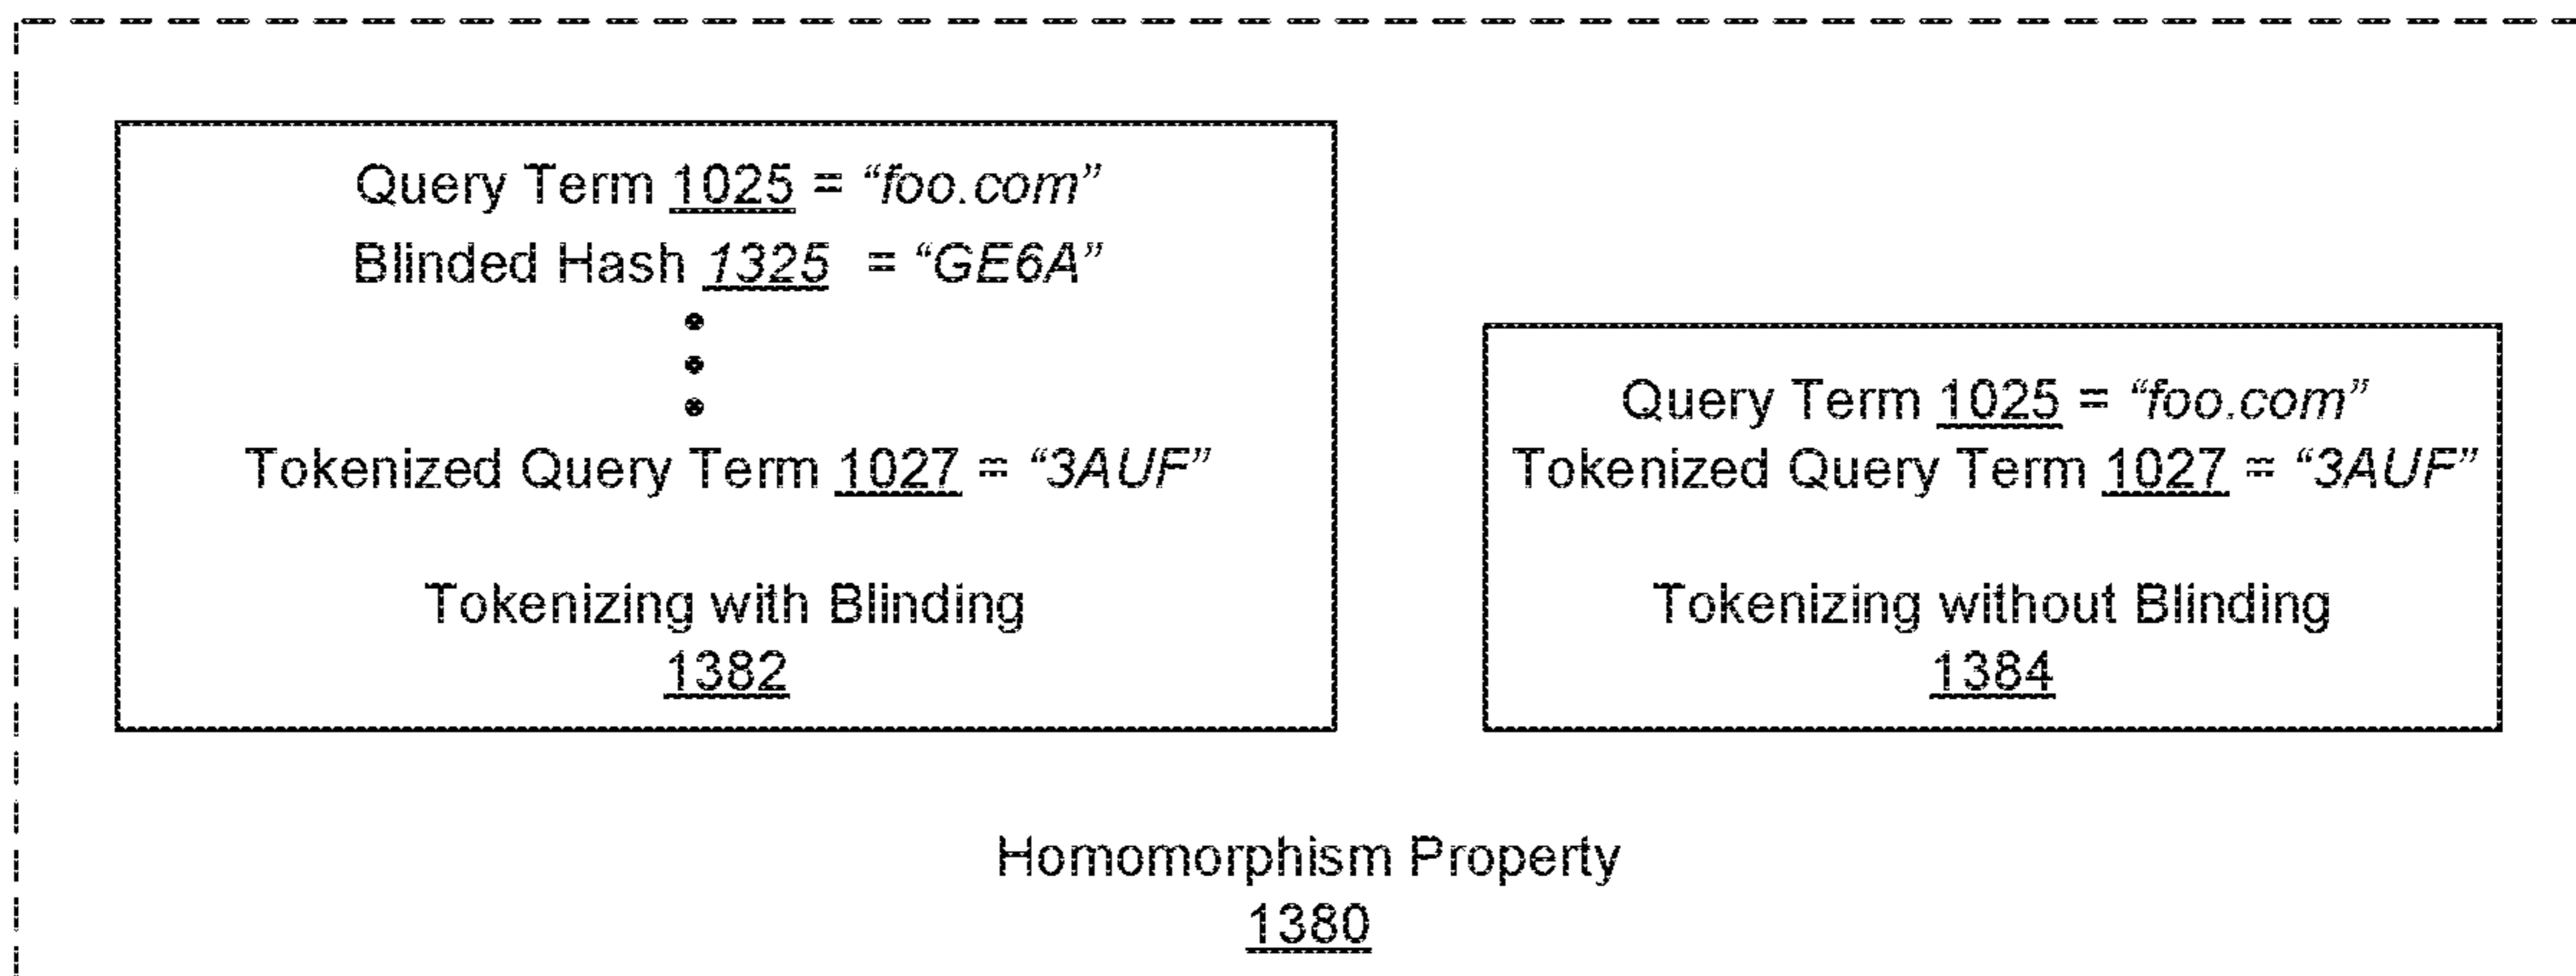 Query Term 1025 = “foo.com”
Blinded Hash 1325 = “GE6A”
Tokenized Query Term 1027 = “3AUF”
Tokenizing with Blinding
1382
Query Term 1025 = “foo.com”
Tokenized Query Term 1027 = “3AUF”
Tokenizing without Blinding
1384
Homomorphism Property
1380